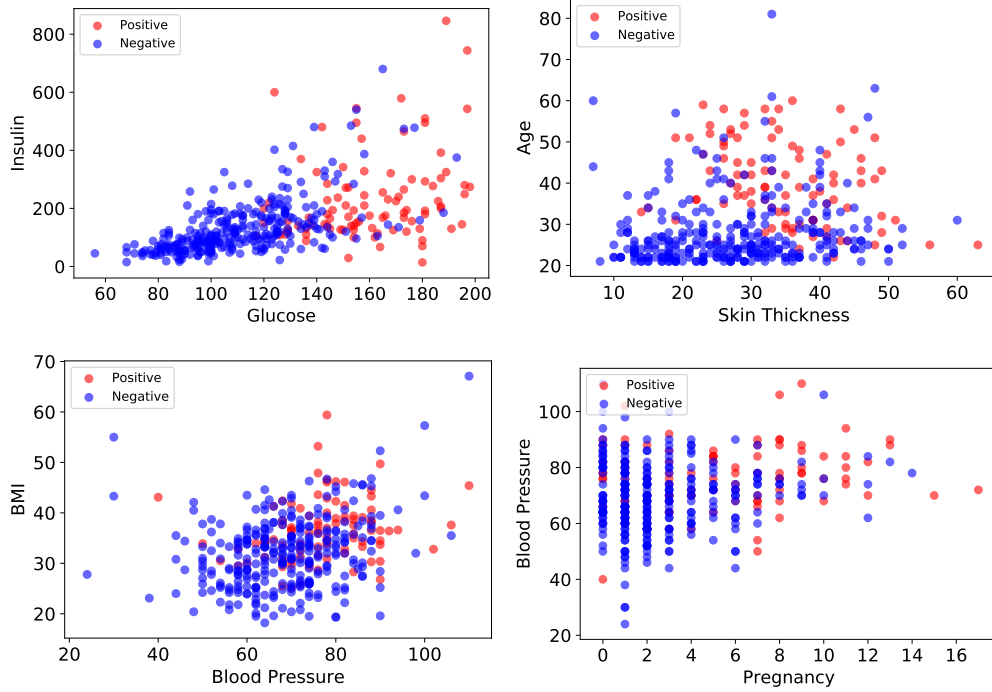 Insulin
800
600
400
200
0
Positive
Negative
60 80 100 120 140 160 180 200
Glucose
Age
80
70
60
50
40
30
20
Positive
Negative
10 20 30 40 50 60
Skin Thickness
BMI
70
60
50
40
30
20
Positive
Negative
20 40 60 80 100
Blood Pressure
Blood Pressure
100
80
60
40
20
Positive
Negative
0 2 4 6 8 10 12 14 16
Pregnancy